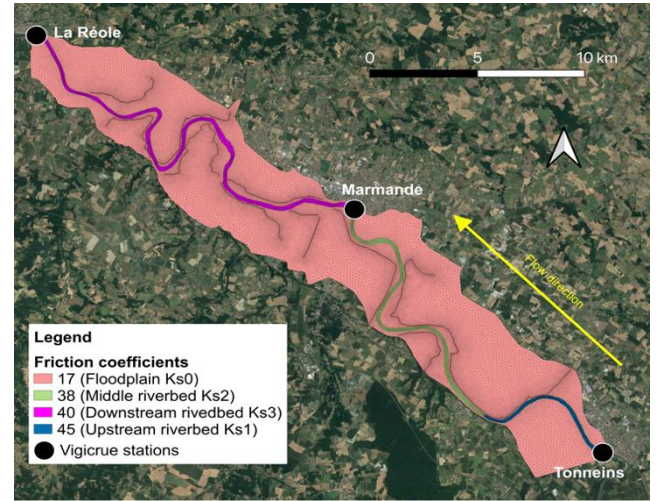 La Réole
0 5 10 km
Marmande
Flow direction
Legend
Friction coefficients
17 (Floodplain Ks0)
38 (Middle riverbed Ks2)
40 (Downstream rivedbed Ks3)
45 (Upstream riverbed Ks1)
Vigicrue stations
Tonneins